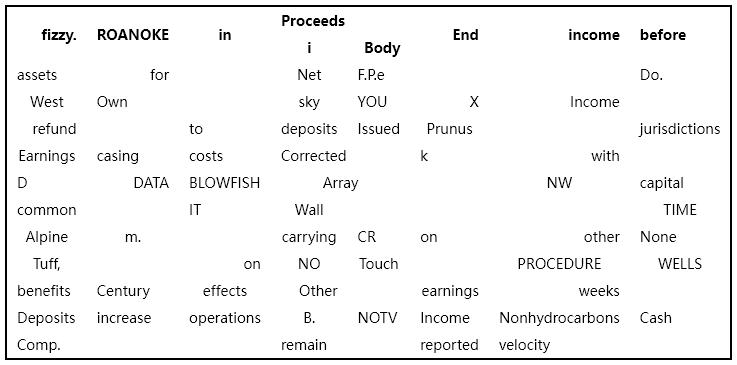 Proceeds
fizzy. ROANOKE in End income before
i Body
assets for Net F.P.e Do.
West Own sky YOU X Income
refund to deposits Issued Prunus jurisdictions
Earnings casing costs Corrected k with
D DATA BLOWFISH Array NW capital
common IT Wall TIME
Alpine m. carrying CR on other None
Tuff, on NO Touch PROCEDURE WELLS
benefits Century effects Other earnings weeks
Deposits increase operations B. NOTV Income Nonhydrocarbons Cash
Comp. remain reported velocity